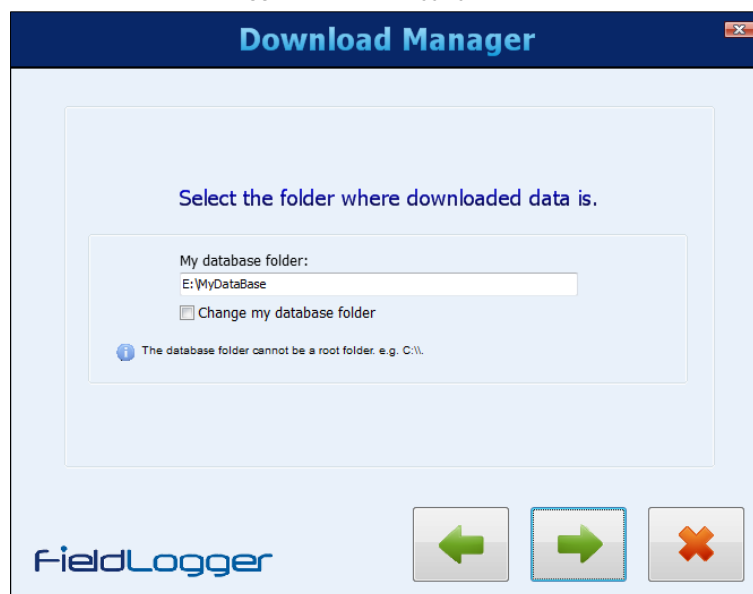 Download Manager
Select the folder where downloaded data is.
My database folder:
E:\MyDataBase
Change my database folder
The database folder cannot be a root folder. e.g. C:\\.
FieldLogger